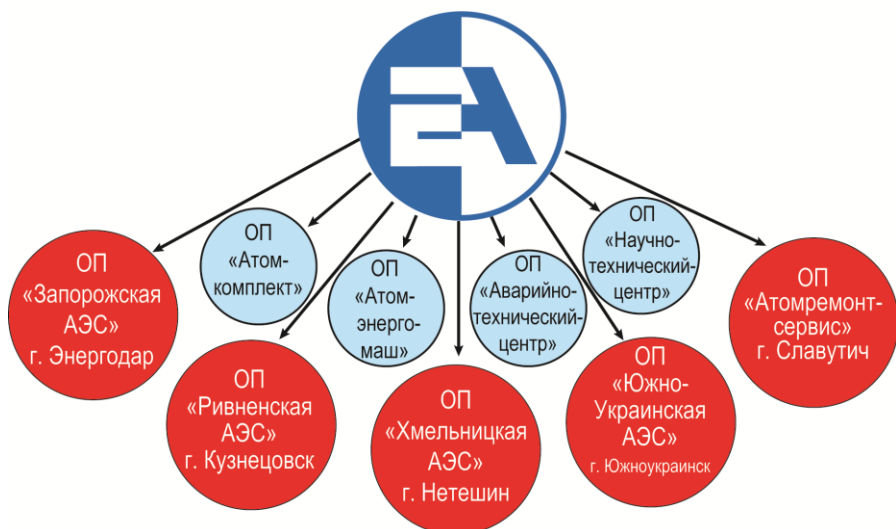 ЕА
ОП
«Запорожская
АЭС»
г. Энергодар
ОП
«Атом-
комплект»
ОП
«Ривненская
АЭС»
г. Кузнецовск
ОП
«Атом-
энерго-
маш»
ОП
«Хмельницкая
АЭС»
г. Нетешин
ОП
«Аварийно-
технический-
центр»
ОП
«Южно-
Украинская
АЭС»
г. Южноукраинск
ОП
«Научно-
технический-
центр»
ОП
«Атомремонт-
сервис»
г. Славутич